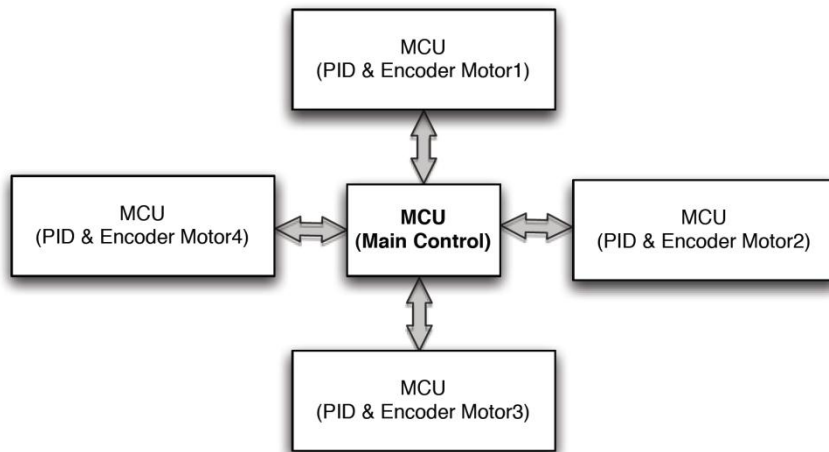 MCU
(PID & Encoder Motor1)
MCU
(PID & Encoder Motor4)
MCU
(Main Control)
MCU
(PID & Encoder Motor2)
MCU
(PID & Encoder Motor3)